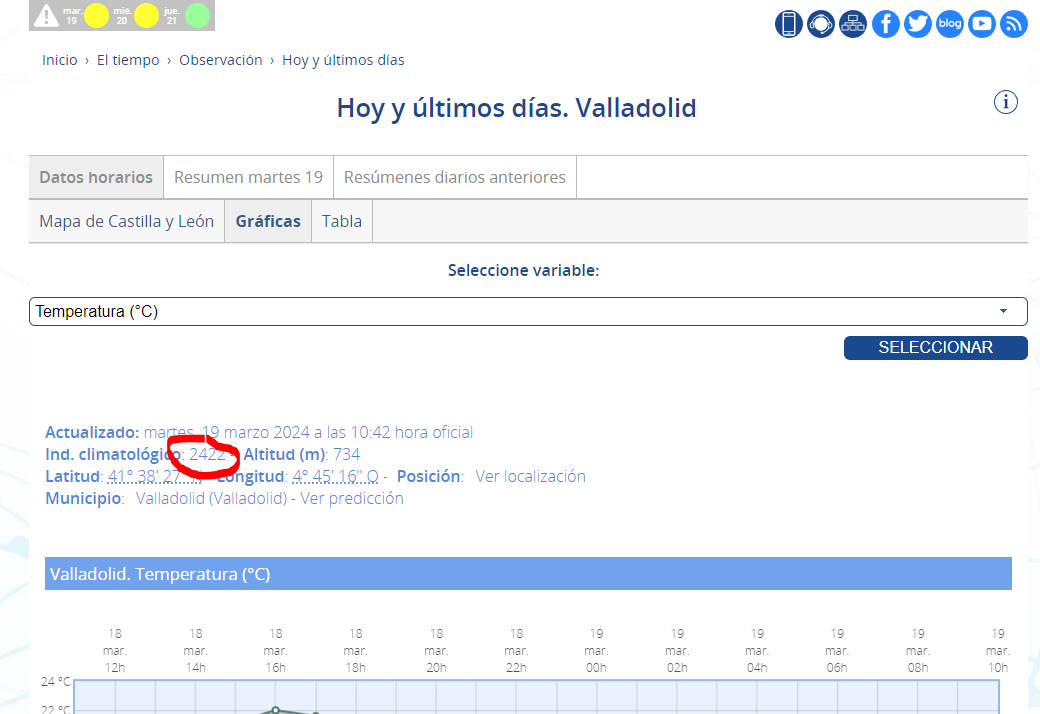 mar. 19 mié. 20 jue. 21
blog
Inicio › El tiempo › Observación › Hoy y últimos días
Hoy y últimos días. Valladolid
Datos horarios Resumen martes 19 Resúmenes diarios anteriores
Mapa de Castilla y León Gráficas Tabla
Seleccione variable:
Temperatura (°C)
SELECCIONAR
Actualizado: martes, 19 marzo 2024 a las 10:42 hora oficial
Ind. climatológico: 2422 - Altitud (m): 734
Latitud: 41° 38' 27'' Longitud: 4° 45' 16'' O - Posición: Ver localización
Municipio: Valladolid (Valladolid) - Ver predicción
Valladolid. Temperatura (°C)
18 18 18 18 18 18 19 19 19 19 19 19
mar. mar. mar. mar. mar. mar. mar. mar. mar. mar. mar. mar.
12h 14h 16h 18h 20h 22h 00h 02h 04h 06h 08h 10h
24 °C
22 °C